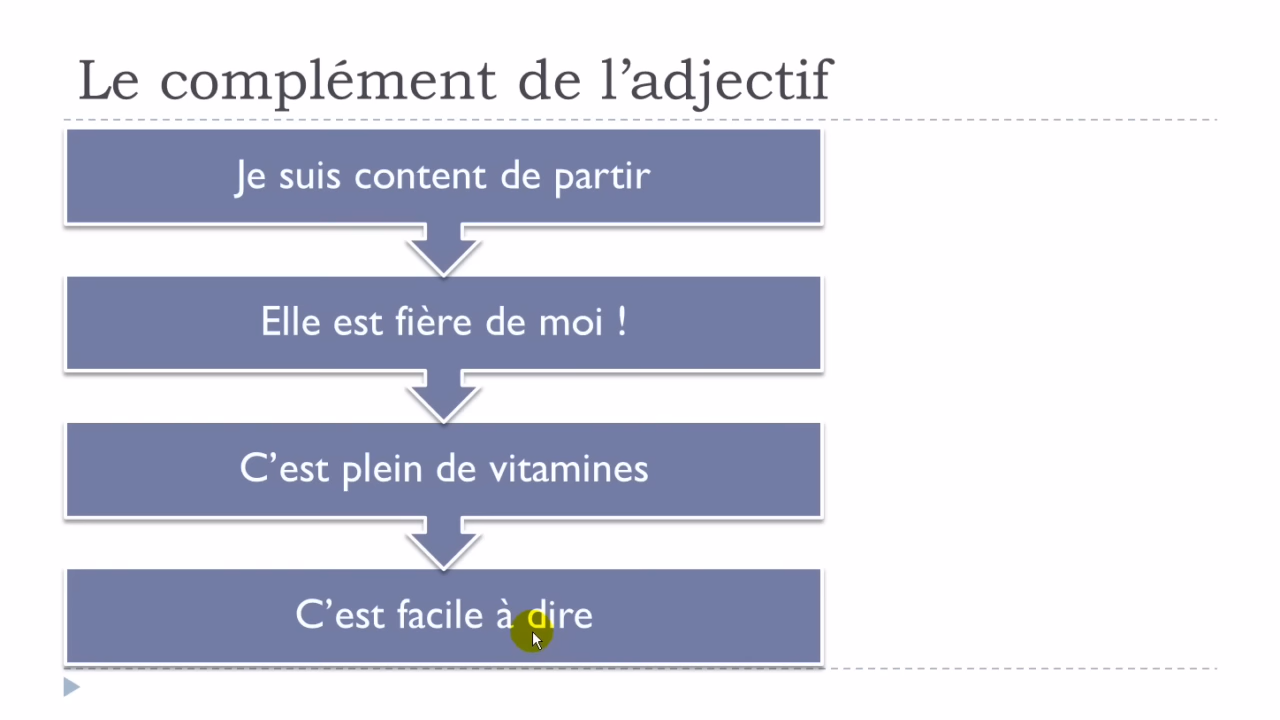 Le complément de l’adjectif
Je suis content de partir
Elle est fière de moi !
C’est plein de vitamines
C’est facile à dire